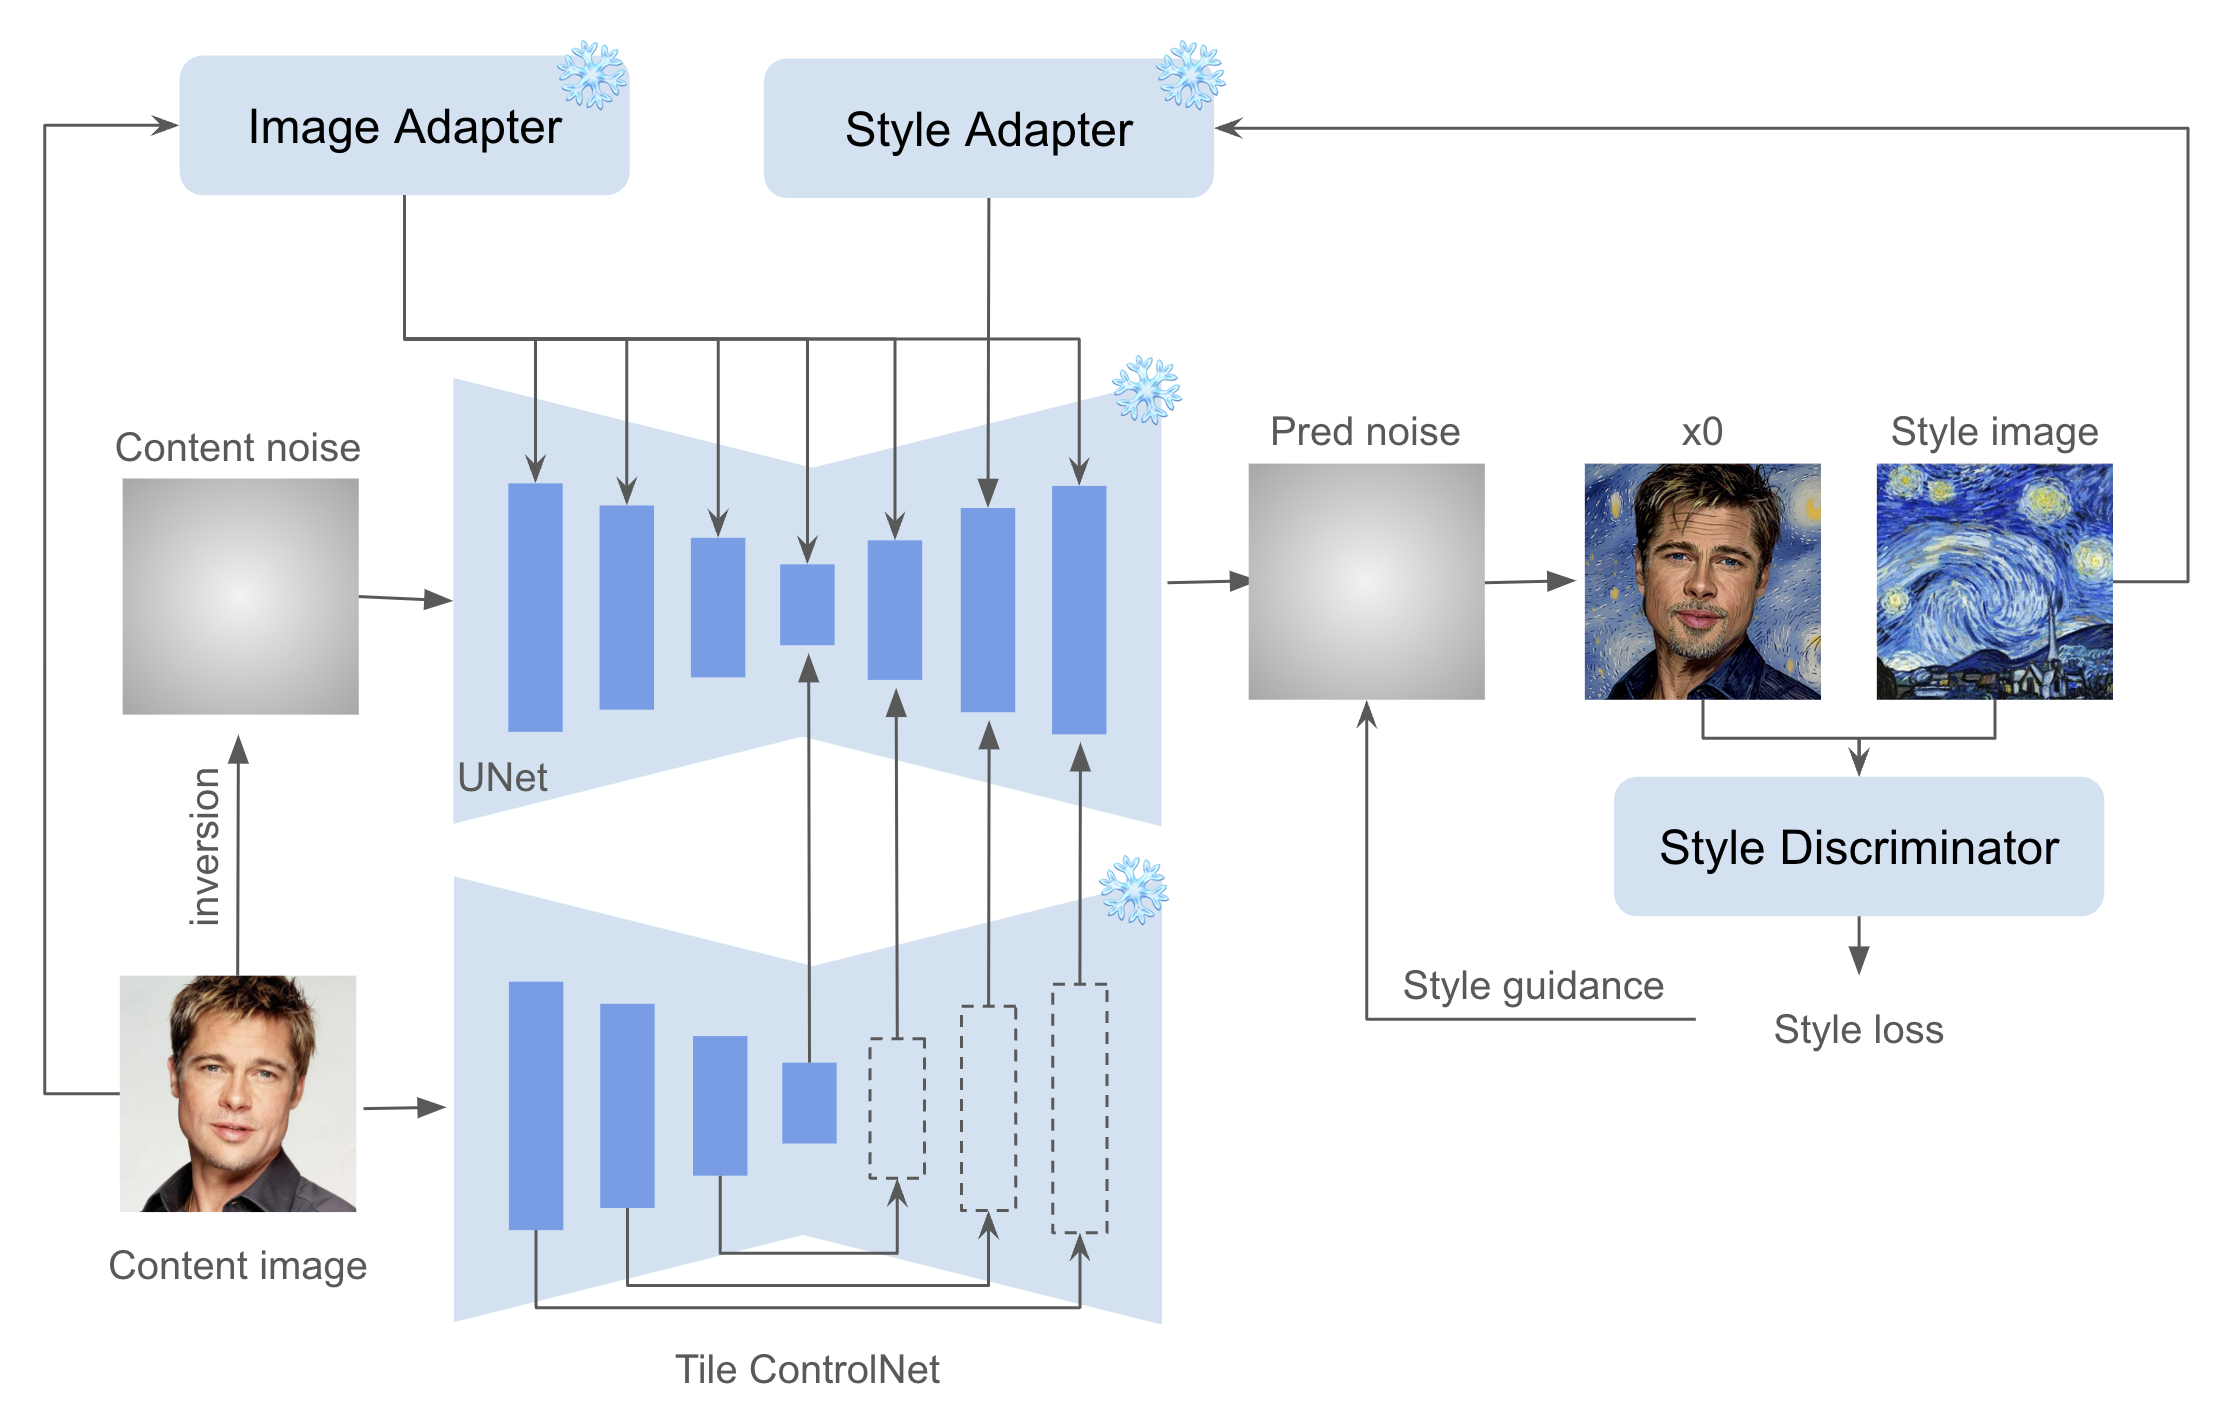 Image Adapter
Style Adapter
Content noise
Pred noise
x0
Style image
UNet
inversion
Style Discriminator
Style guidance
Style loss
Content image
Tile ControlNet